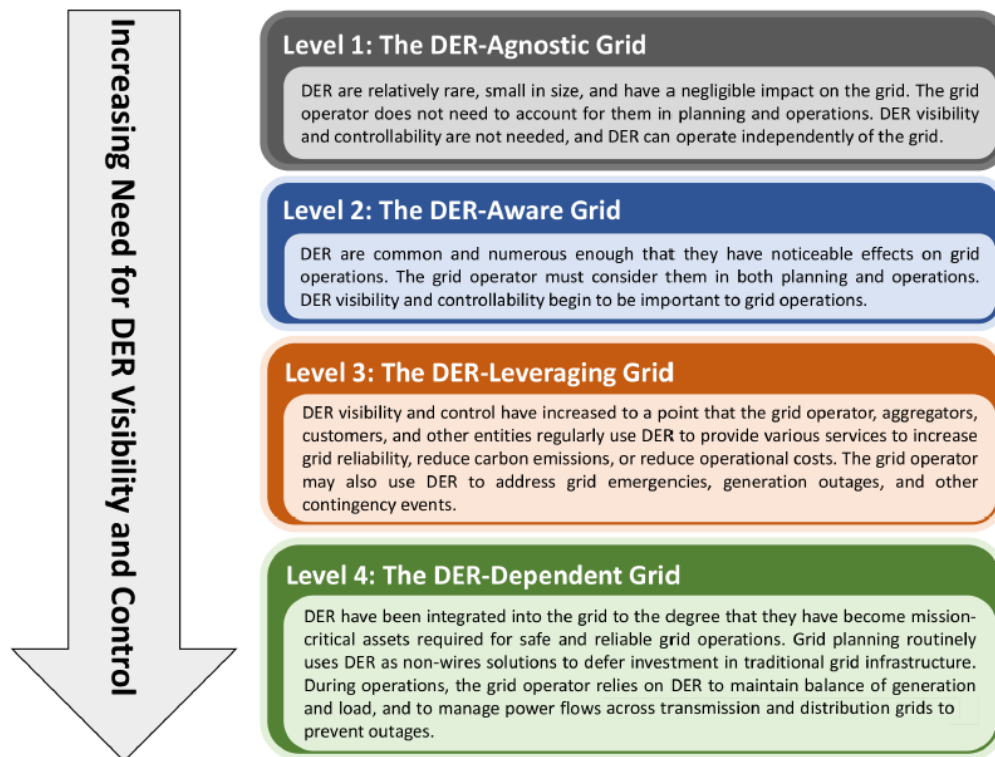 Increasing Need for DER Visibility and Control
Level 1: The DER-Agnostic Grid
DER are relatively rare, small in size, and have a negligible impact on the grid. The grid
operator does not need to account for them in planning and operations. DER visibility
and controllability are not needed, and DER can operate independently of the grid.
Level 2: The DER-Aware Grid
DER are common and numerous enough that they have noticeable effects on grid
operations. The grid operator must consider them in both planning and operations.
DER visibility and controllability begin to be important to grid operations.
Level 3: The DER-Leveraging Grid
DER visibility and control have increased to a point that the grid operator, aggregators,
customers, and other entities regularly use DER to provide various services to increase
grid reliability, reduce carbon emissions, or reduce operational costs. The grid operator
may also use DER to address grid emergencies, generation outages, and other
contingency events.
Level 4: The DER-Dependent Grid
DER have been integrated into the grid to the degree that they have become mission-
critical assets required for safe and reliable grid operations. Grid planning routinely
uses DER as non-wires solutions to defer investment in traditional grid infrastructure.
During operations, the grid operator relies on DER to maintain balance of generation
and load, and to manage power flows across transmission and distribution grids to
prevent outages.